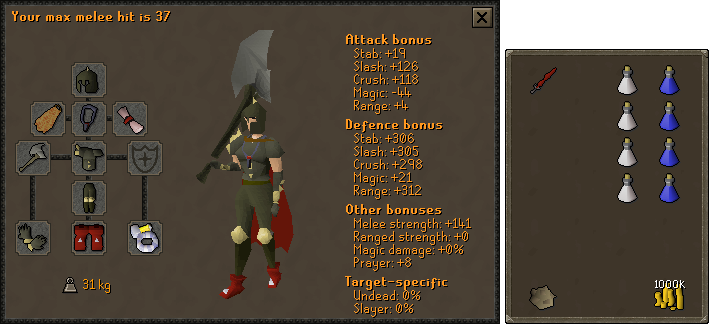 Your max melee hit is 37
Attack bonus
Stab: +19
Slash: +126
Crush: +118
Magic: -44
Range: +4
Defence bonus
Stab: +306
Slash: +305
Crush: +298
Magic: +21
Range: +312
Other bonuses
Melee strength: +141
Ranged strength: +0
Magic damage: +0%
Prayer: +8
Target-specific
Undead: 0%
Slayer: 0%
31 kg
1000K